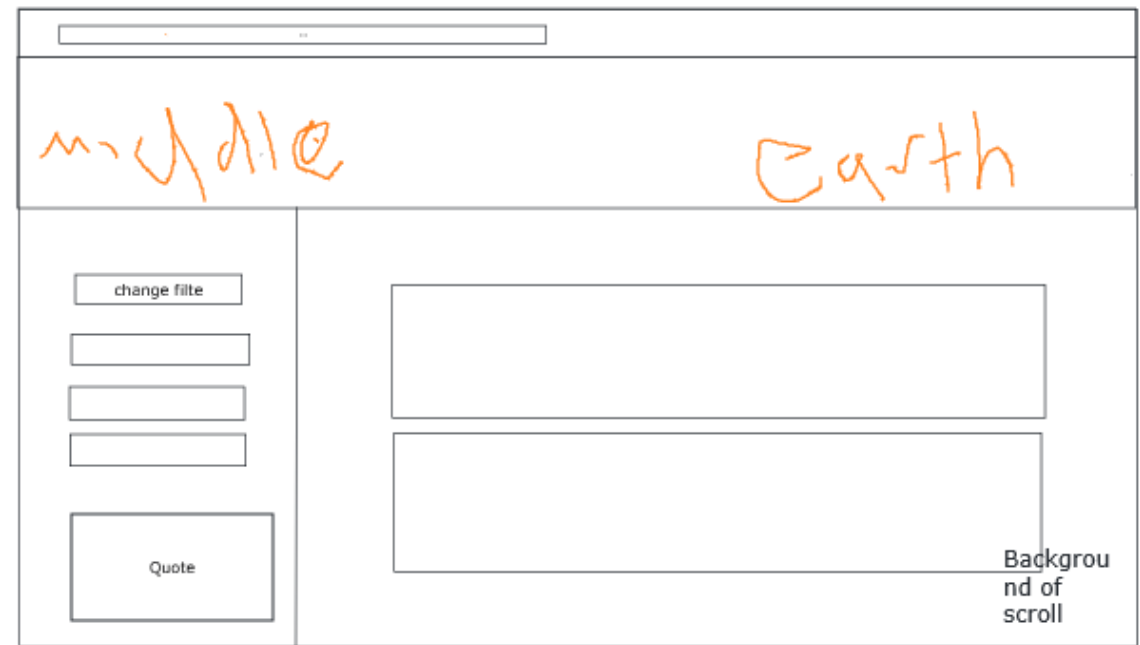 middle Earth
change filte
Quote
Backgrou
nd of
scroll